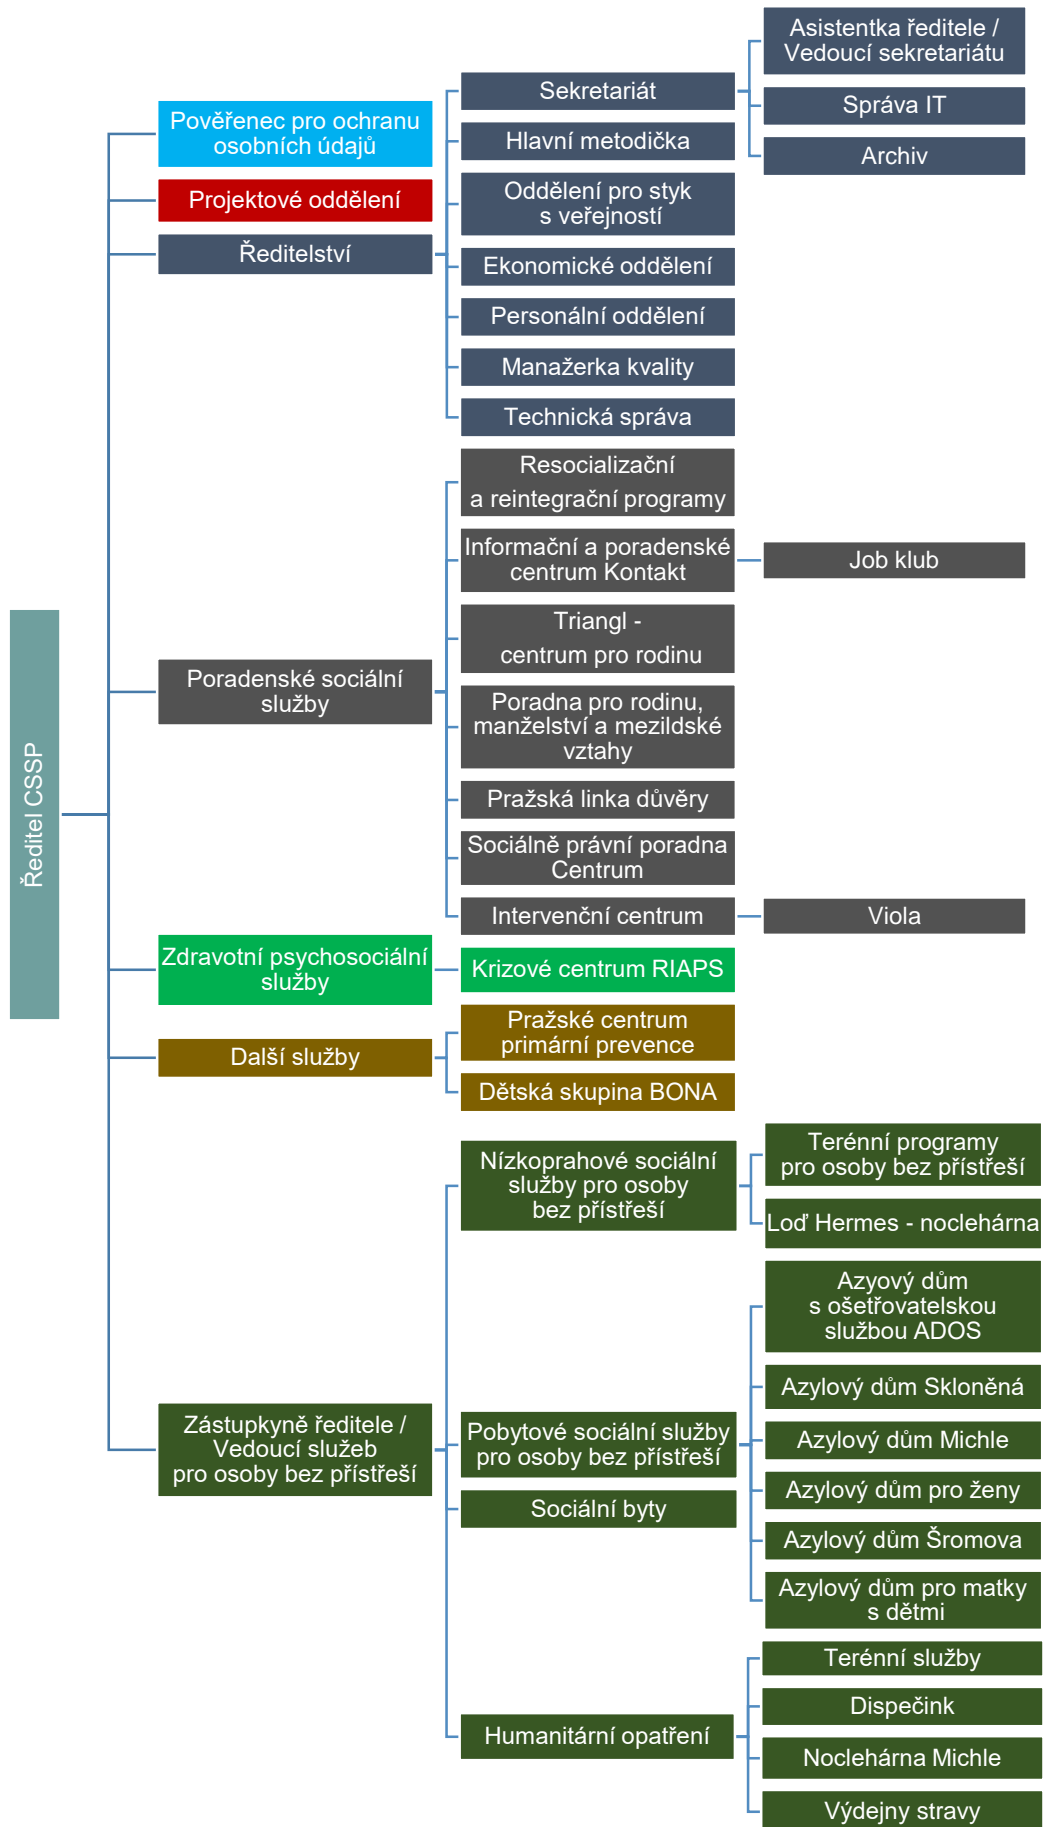 Ředitel CSSP
Pověřenec pro ochranu
osobních údajů
Projektové oddělení
Ředitelství
Sekretariát
Asistentka ředitele /
Vedoucí sekretariátu
Správa IT
Archiv
Hlavní metodička
Oddělení pro styk
s veřejností
Ekonomické oddělení
Personální oddělení
Manažerka kvality
Technická správa
Poradenské sociální
služby
Resocializační
a reintegrační programy
Informační a poradenské
centrum Kontakt
Job klub
Triangl -
centrum pro rodinu
Poradna pro rodinu,
manželství a mezildské
vztahy
Pražská linka důvěry
Sociálně právní poradna
Centrum
Intervenční centrum
Viola
Zdravotní psychosociální
služby
Krizové centrum RIAPS
Další služby
Pražské centrum
primární prevence
Dětská skupina BONA
Zástupkyně ředitele /
Vedoucí služeb
pro osoby bez přístřeší
Nízkoprahové sociální
služby pro osoby
bez přístřeší
Terénní programy
pro osoby bez přístřeší
Loď Hermes - noclehárna
Pobytové sociální služby
pro osoby bez přístřeší
Azyový dům
s ošetřovatelskou
službou ADOS
Azylový dům Skloněná
Azylový dům Michle
Azylový dům pro ženy
Azylový dům Šromova
Azylový dům pro matky
s dětmi
Sociální byty
Humanitární opatření
Terénní služby
Dispečink
Noclehárna Michle
Výdejny stravy